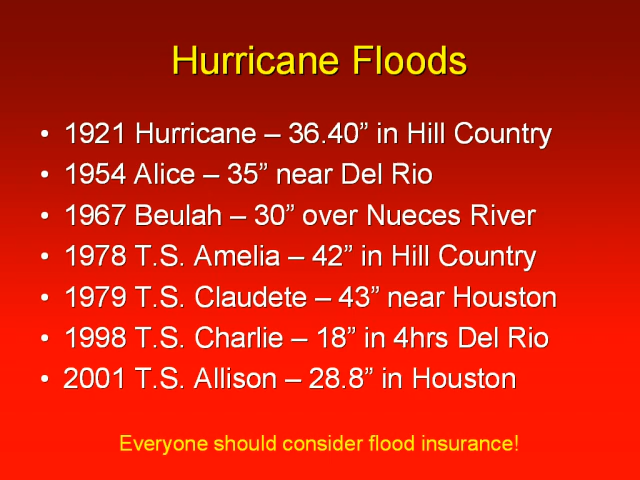 Hurricane Floods
• 1921 Hurricane – 36.40” in Hill Country
• 1954 Alice – 35” near Del Rio
• 1967 Beulah – 30” over Nueces River
• 1978 T.S. Amelia – 42” in Hill Country
• 1979 T.S. Claudete – 43” near Houston
• 1998 T.S. Charlie – 18” in 4hrs Del Rio
• 2001 T.S. Allison – 28.8” in Houston
Everyone should consider flood insurance!